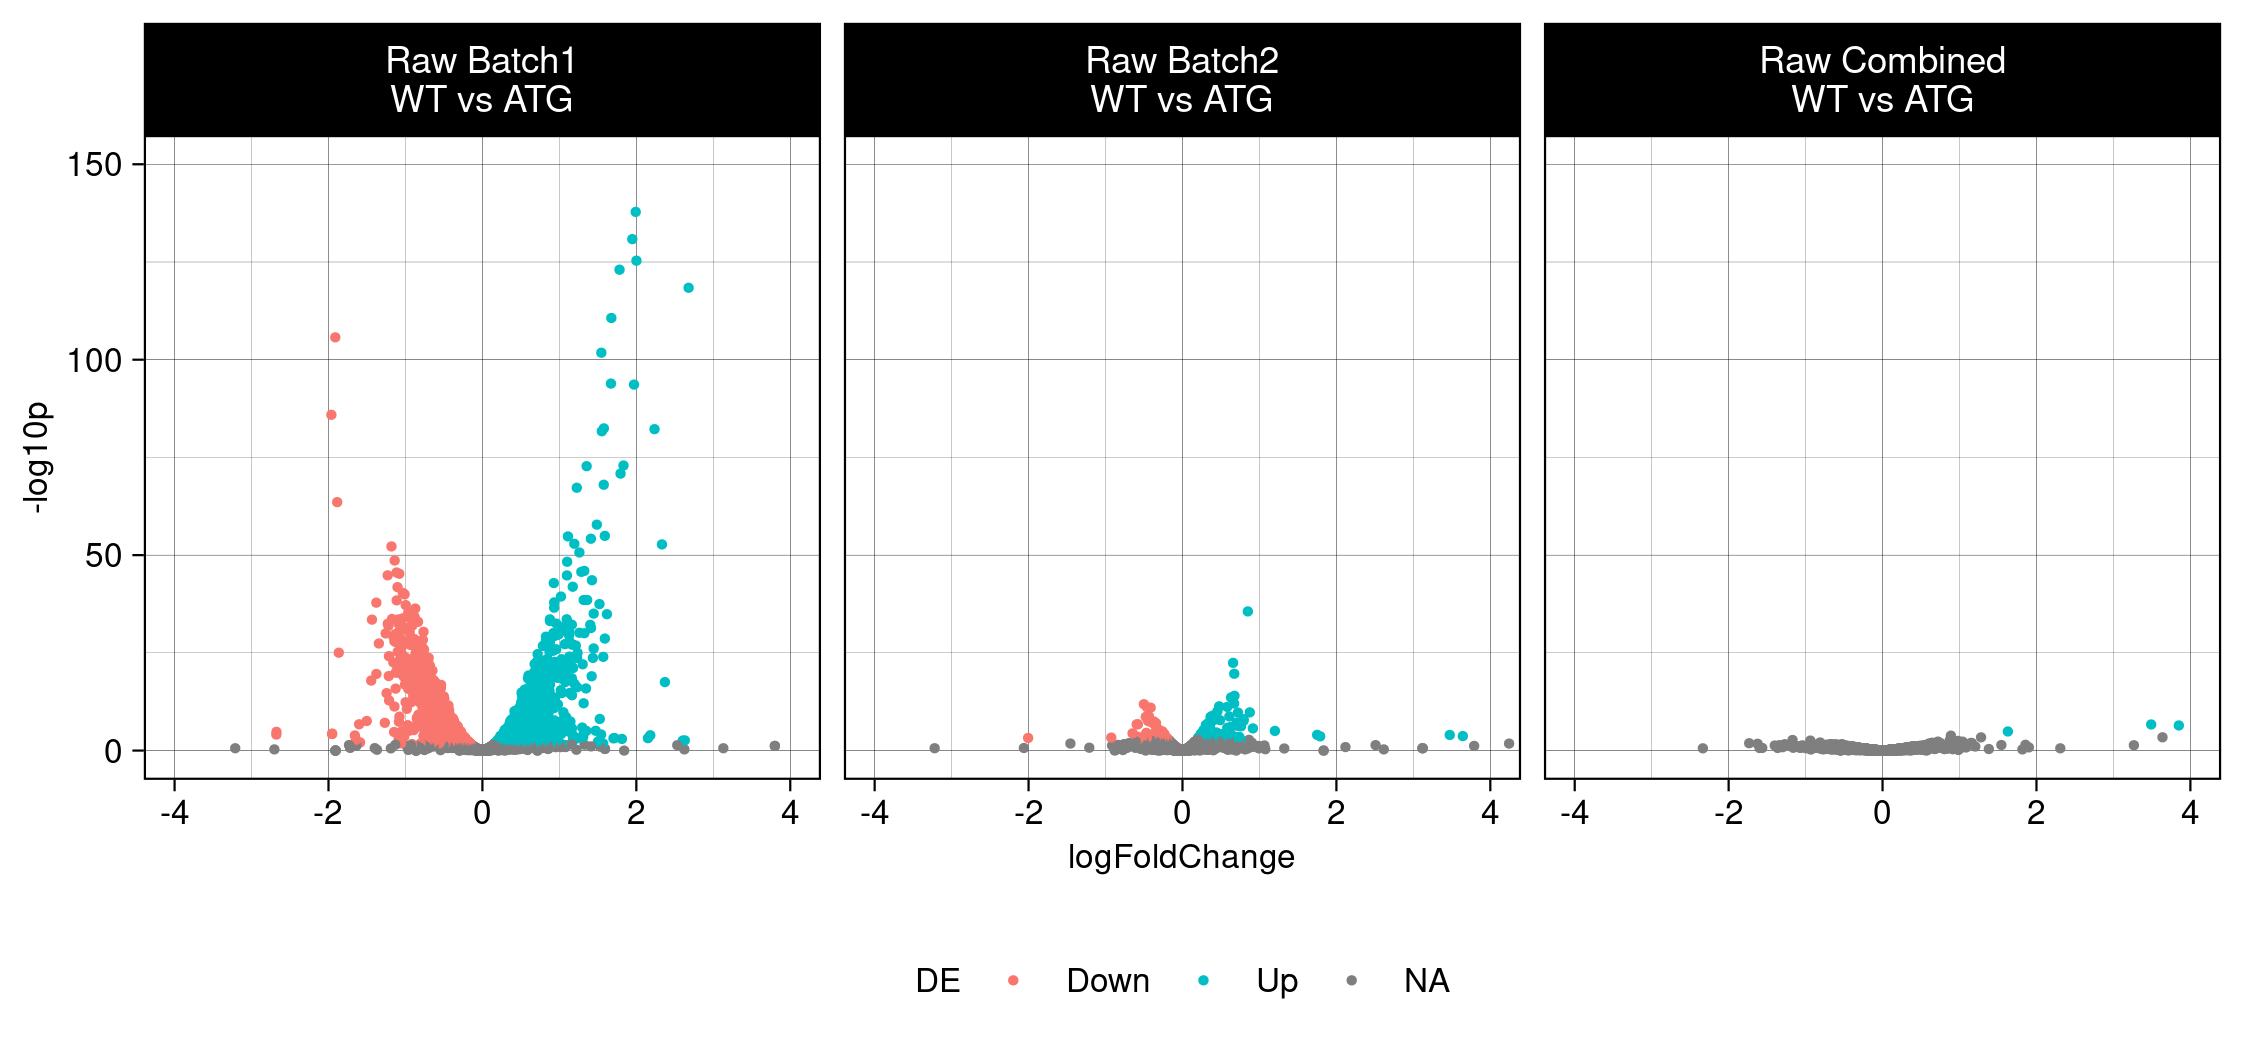 Raw Batch1
WT vs ATG
Raw Batch2
WT vs ATG
Raw Combined
WT vs ATG
150
100
50
0
-log10p
-4 -2 0 2 4
-4 -2 0 2 4
-4 -2 0 2 4
logFoldChange
DE Down Up NA